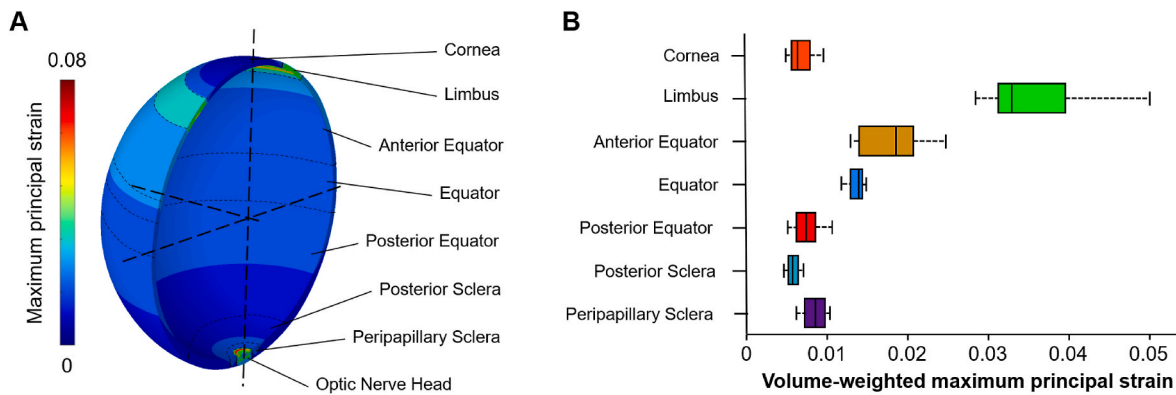 A
0.08
Maximum principal strain
0
Cornea
Limbus
Anterior Equator
Equator
Posterior Equator
Posterior Sclera
Peripapillary Sclera
Optic Nerve Head
B
Cornea
Limbus
Anterior Equator
Equator
Posterior Equator
Posterior Sclera
Peripapillary Sclera
0 0.01 0.02 0.03 0.04 0.05
Volume-weighted maximum principal strain